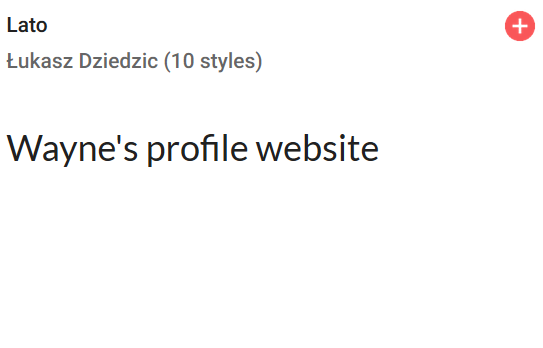 Lato
Łukasz Dziedzic (10 styles)
Wayne's profile website